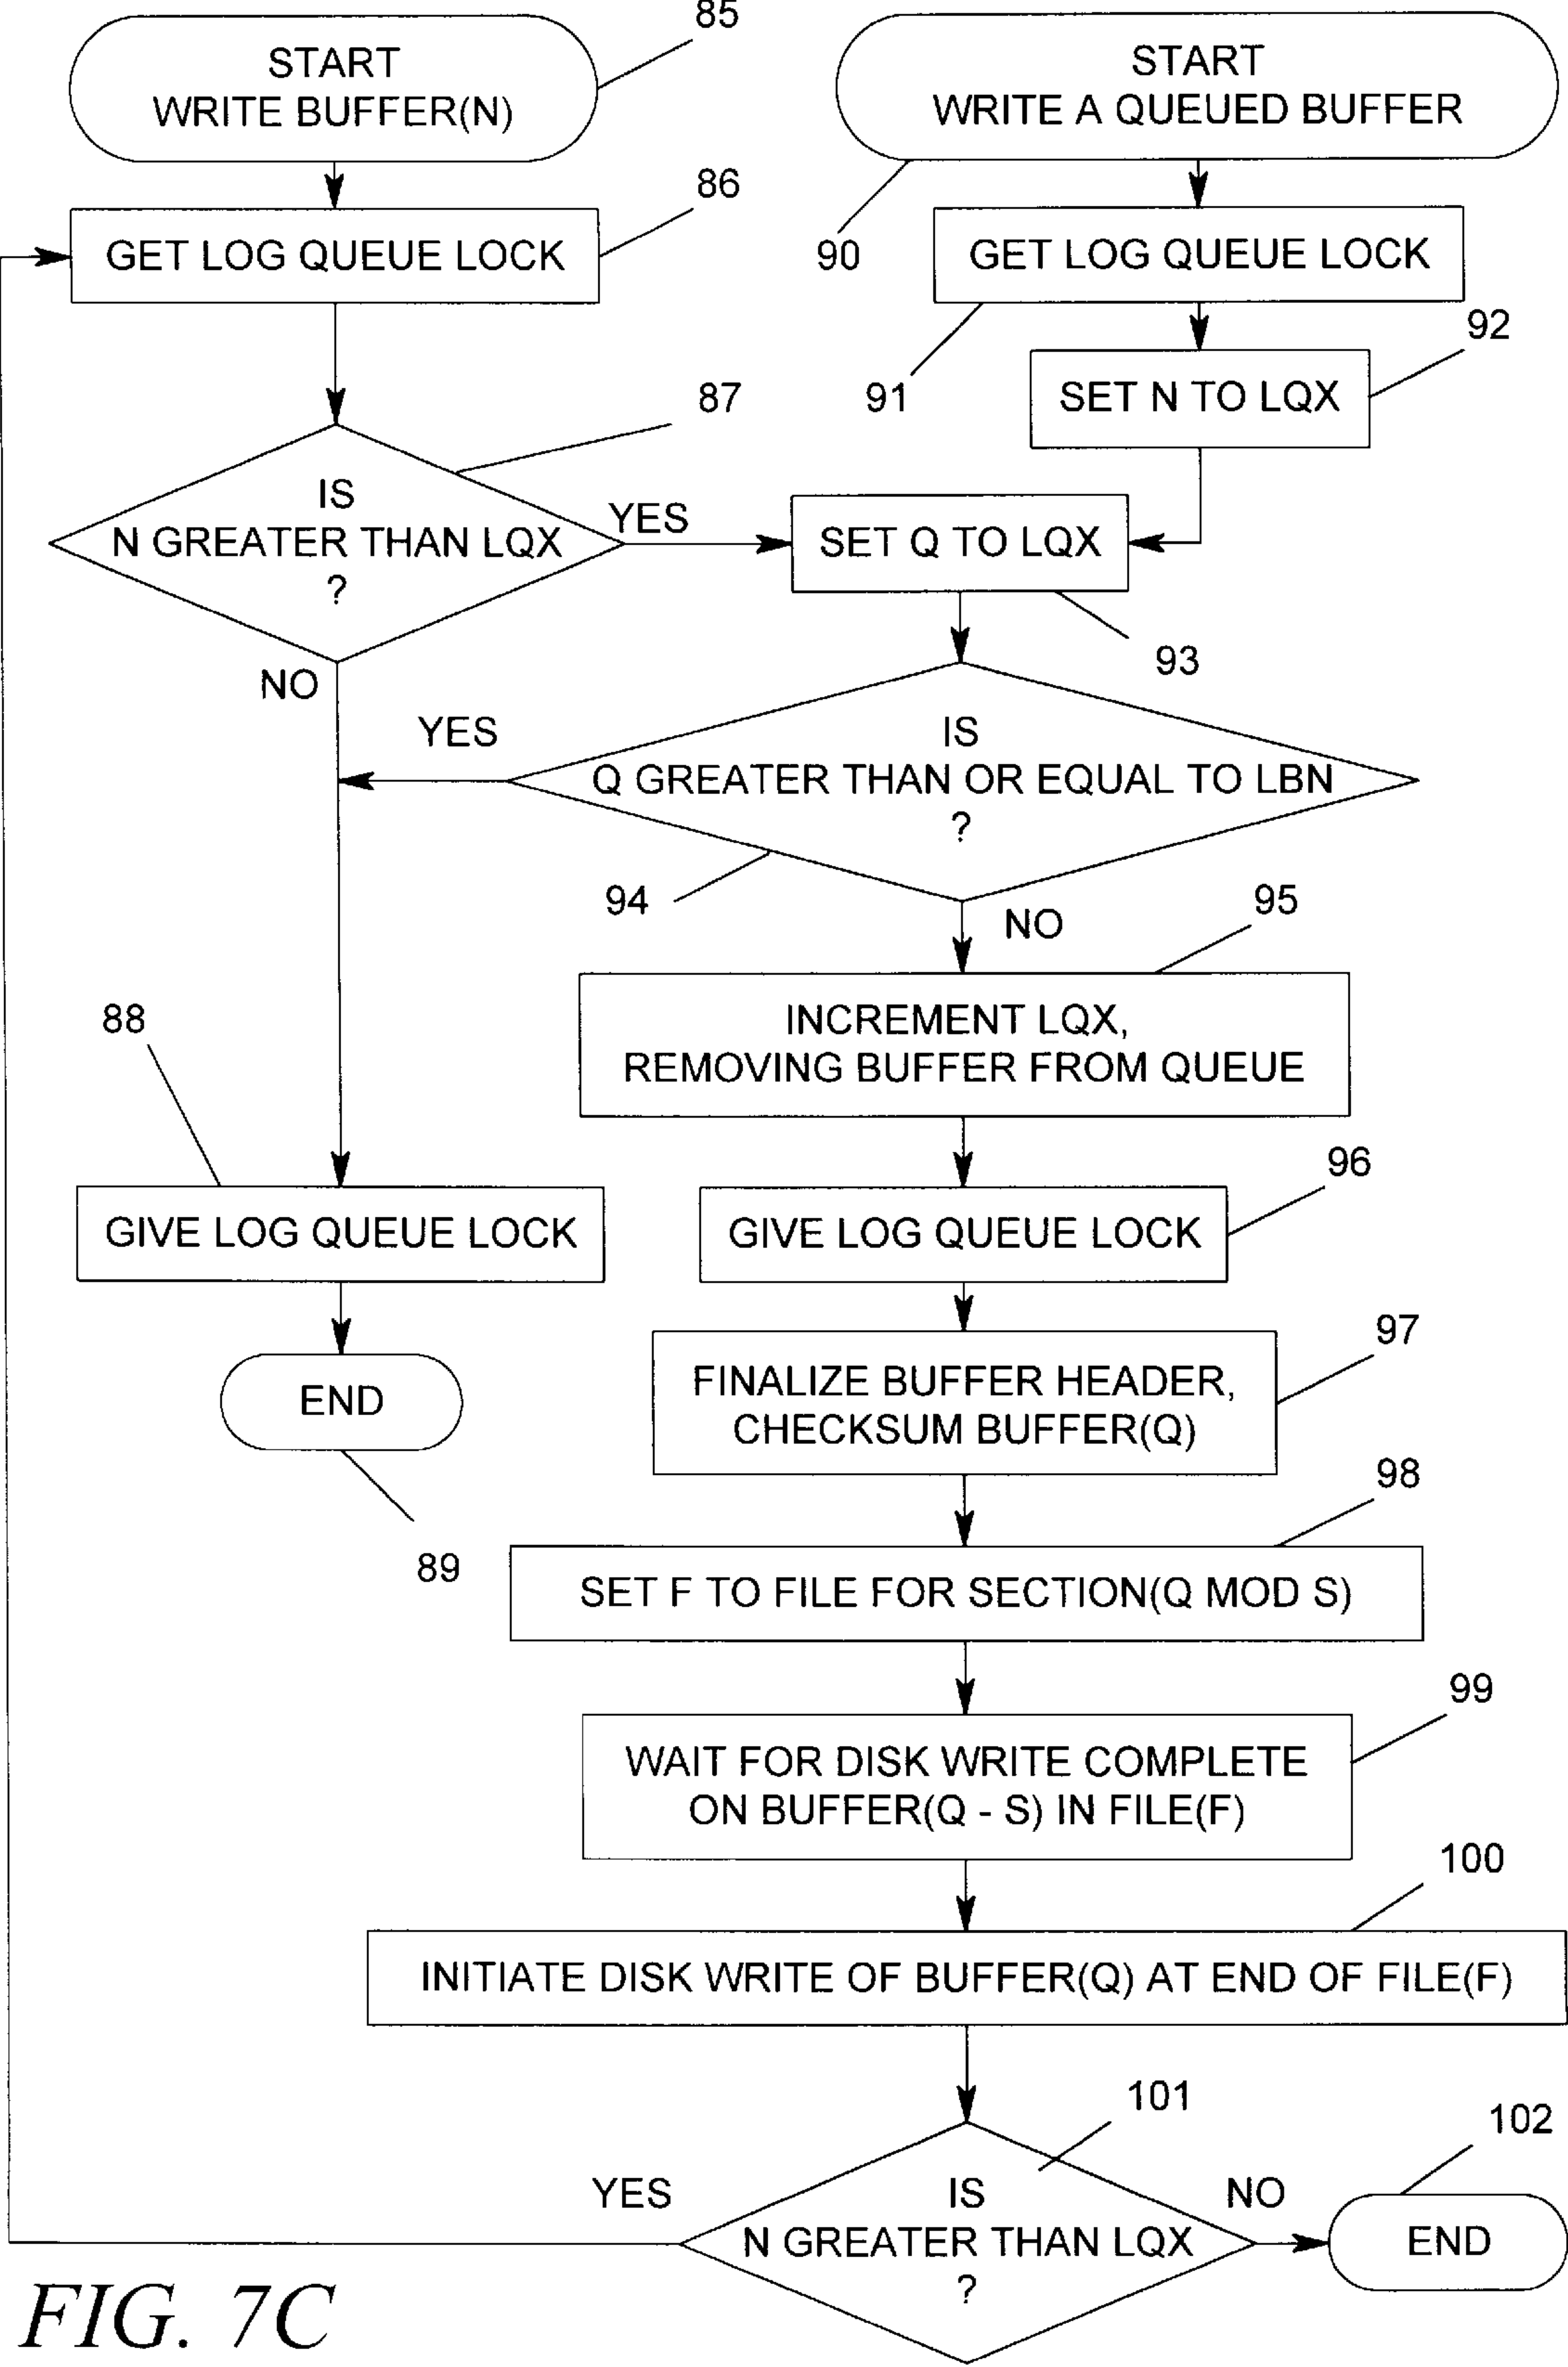 85
START
WRITE BUFFER(N)
START
WRITE A QUEUED BUFFER
86
GET LOG QUEUE LOCK
90
GET LOG QUEUE LOCK
91
92
SET N TO LQX
87
IS
N GREATER THAN LQX
?
YES
SET Q TO LQX
93
NO
YES
IS
Q GREATER THAN OR EQUAL TO LBN
?
94
NO
95
INCREMENT LQX,
REMOVING BUFFER FROM QUEUE
88
GIVE LOG QUEUE LOCK
96
GIVE LOG QUEUE LOCK
END
89
97
FINALIZE BUFFER HEADER,
CHECKSUM BUFFER(Q)
98
SET F TO FILE FOR SECTION(Q MOD S)
99
WAIT FOR DISK WRITE COMPLETE
ON BUFFER(Q - S) IN FILE(F)
100
INITIATE DISK WRITE OF BUFFER(Q) AT END OF FILE(F)
101
YES
IS
N GREATER THAN LQX
?
NO
102
END
FIG. 7C